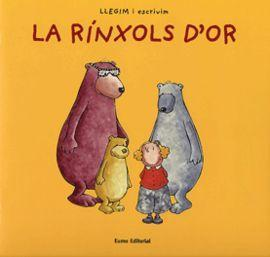 LLEGIM i escrivim
LA RÍNXOLS D'OR
Eumo Editorial